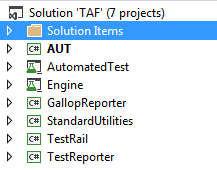 Solution 'TAF' (7 projects)
Solution Items
C# AUT
AutomatedTest
Engine
C# GallopReporter
C# StandardUtilities
C# TestRail
C# TestReporter